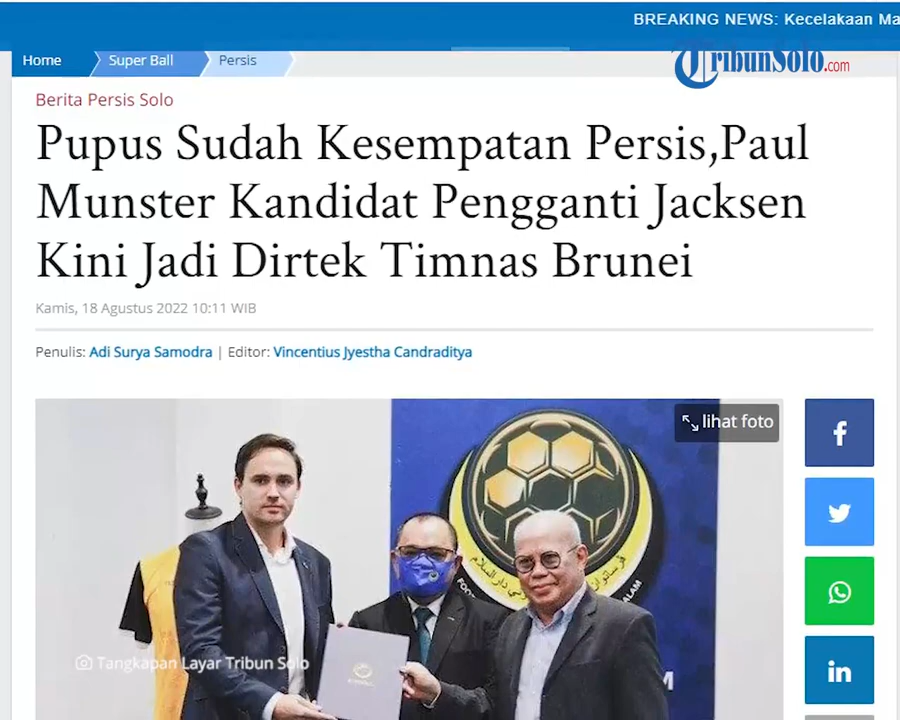 BREAKING NEWS: Kecelakaan Ma
Home
Super Ball
Persis
TribunSolo.com
Berita Persis Solo
Pupus Sudah Kesempatan Persis,Paul
Munster Kandidat Pengganti Jacksen
Kini Jadi Dirtek Timnas Brunei
Kamis, 18 Agustus 2022 10:11 WIB
Penulis: Adi Surya Samodra | Editor: Vincentius Jyestha Candraditya
lihat foto
Tangkapan Layar Tribun Solo
f
in